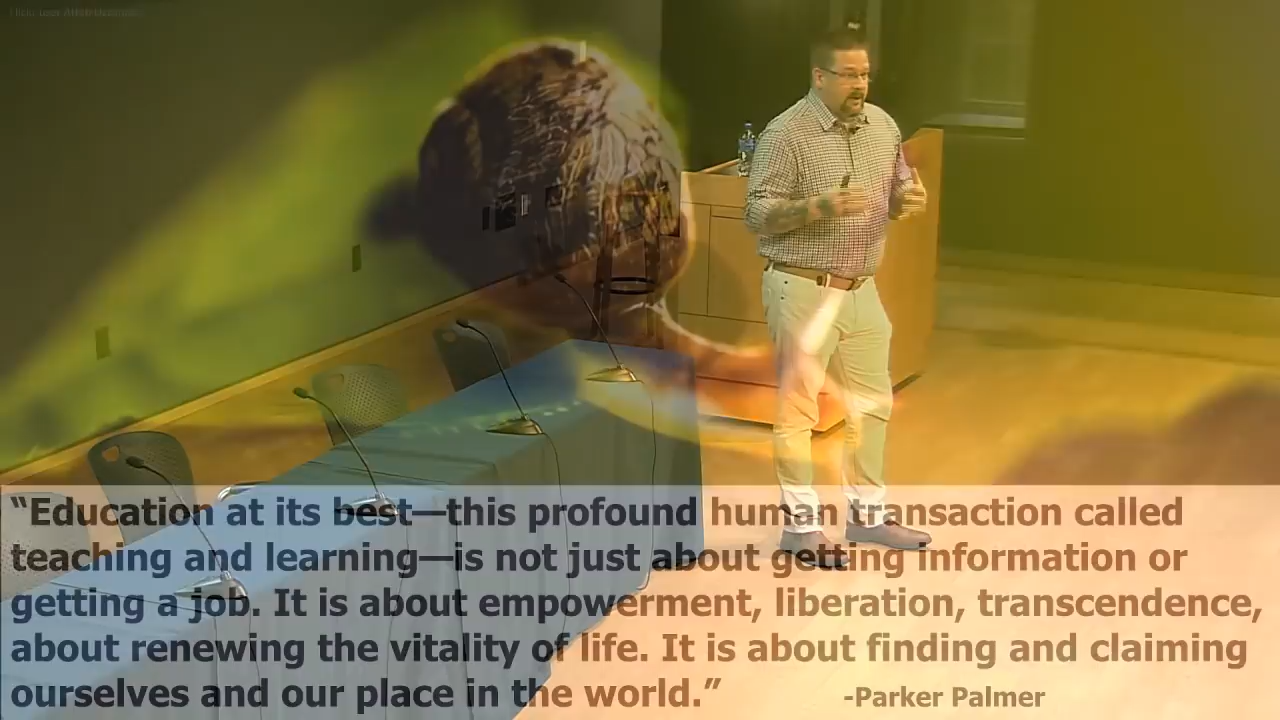 “Education at its best—this profound human transaction called
teaching and learning—is not just about getting information or
getting a job. It is about empowerment, liberation, transcendence,
about renewing the vitality of life. It is about finding and claiming
ourselves and our place in the world.”
-Parker Palmer